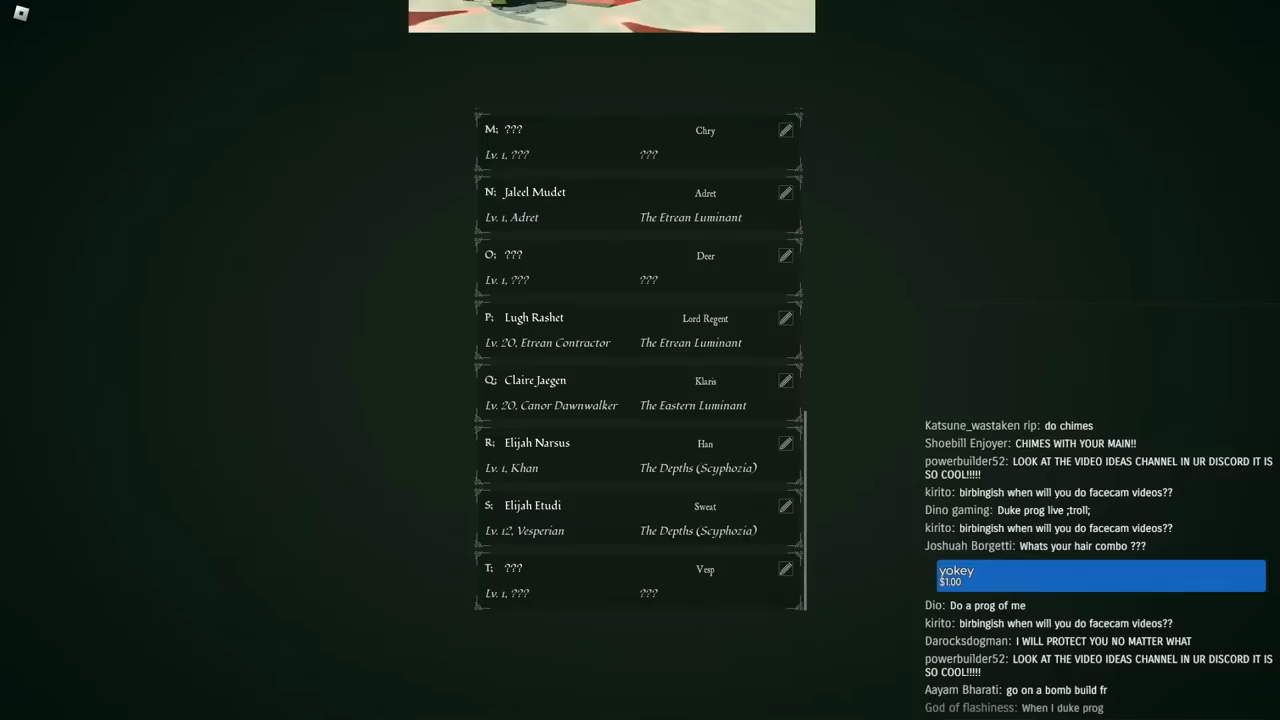 M; ???
Chry
Lv. 1, ???
???
N; Jaleel Mudet
Adret
Lv. 1, Adret
The Etrean Luminant
O; ???
Deer
Lv. 1, ???
???
P; Lugh Rashet
Lord Regent
Lv. 20, Etrean Contractor
The Etrean Luminant
Q; Claire Jaegen
Klaris
Lv. 20, Canor Dawnwalker
The Eastern Luminant
R; Elijah Narsus
Han
Lv. 1, Khan
The Depths (Scyphozia)
S; Elijah Etudi
Sweat
Lv. 12, Vesperian
The Depths (Scyphozia)
T; ???
Vesp
Lv. 1, ???
???
Katsune_wastaken rip: do chimes
Shoebill Enjoyer: CHIMES WITH YOUR MAIN!!
powerbuilder52: LOOK AT THE VIDEO IDEAS CHANNEL IN UR DISCORD IT IS
SO COOL!!!!!
kirito: birbingish when will you do facecam videos??
Dino gaming: Duke prog live ;troll;
kirito: birbingish when will you do facecam videos??
Joshuah Borgetti: Whats your hair combo ???
yokey
$1.00
Dio: Do a prog of me
kirito: birbingish when will you do facecam videos??
Darocksdogman: I WILL PROTECT YOU NO MATTER WHAT
powerbuilder52: LOOK AT THE VIDEO IDEAS CHANNEL IN UR DISCORD IT IS
SO COOL!!!!!
Aayam Bharati: go on a bomb build fr
God of flashiness: When I duke prog